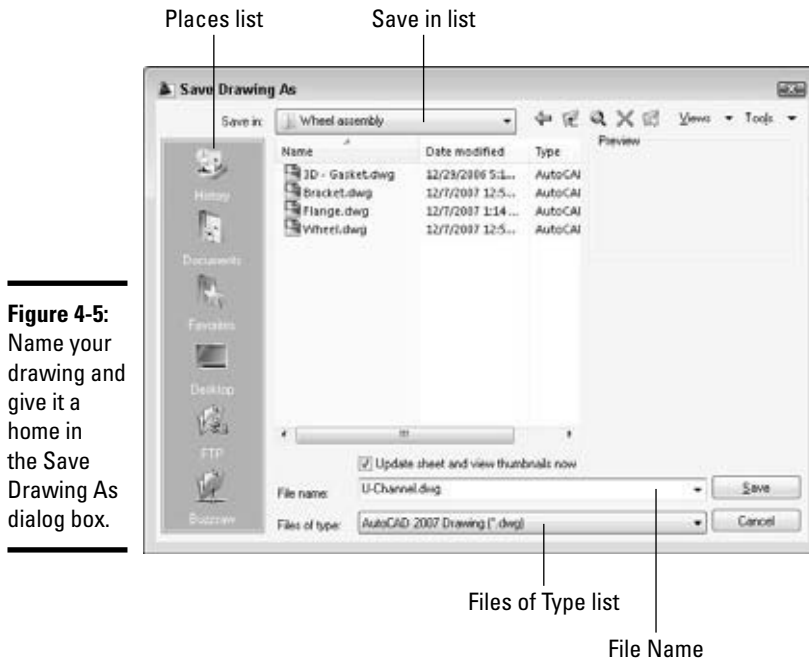 Places list
Save in list
Save Drawing As
Save in:
Wheel assembly
Views
Tools
Name
Date modified
Type
Preview
3D - Gasket.dwg
12/29/2006 5:1...
AutoCAI
Bracket.dwg
12/7/2007 12:5...
AutoCAI
Flange.dwg
12/7/2007 1:14 ...
AutoCAI
Wheel.dwg
12/7/2007 12:5...
AutoCAI
History
Documents
Favorites
Desktop
FTP
Buzzsaw
Update sheet and view thumbnails now
File name:
U-Channel.dwg
Save
Files of type:
AutoCAD 2007 Drawing (*.dwg)
Cancel
Figure 4-5:
Name your
drawing and
give it a
home in
the Save
Drawing As
dialog box.
Files of Type list
File Name